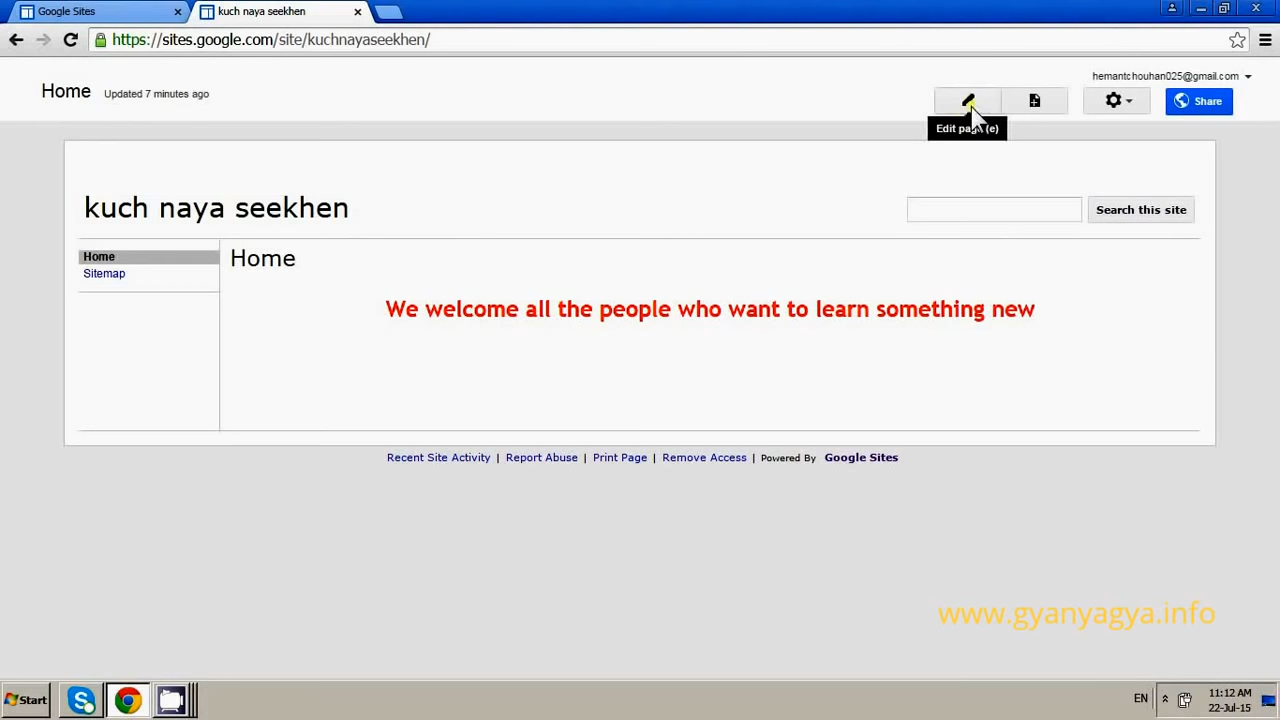 Google Sites
kuch naya seekhen
https://sites.google.com/site/kuchnayaseekhen/
hemantchouhan025@gmail.com
Home Updated 7 minutes ago
Share
Edit page (e)
kuch naya seekhen
Search this site
Home
Sitemap
Home
We welcome all the people who want to learn something new
Recent Site Activity | Report Abuse | Print Page | Remove Access | Powered By Google Sites
www.gyanyagya.info
Start
EN
11:12 AM
22-Jul-15